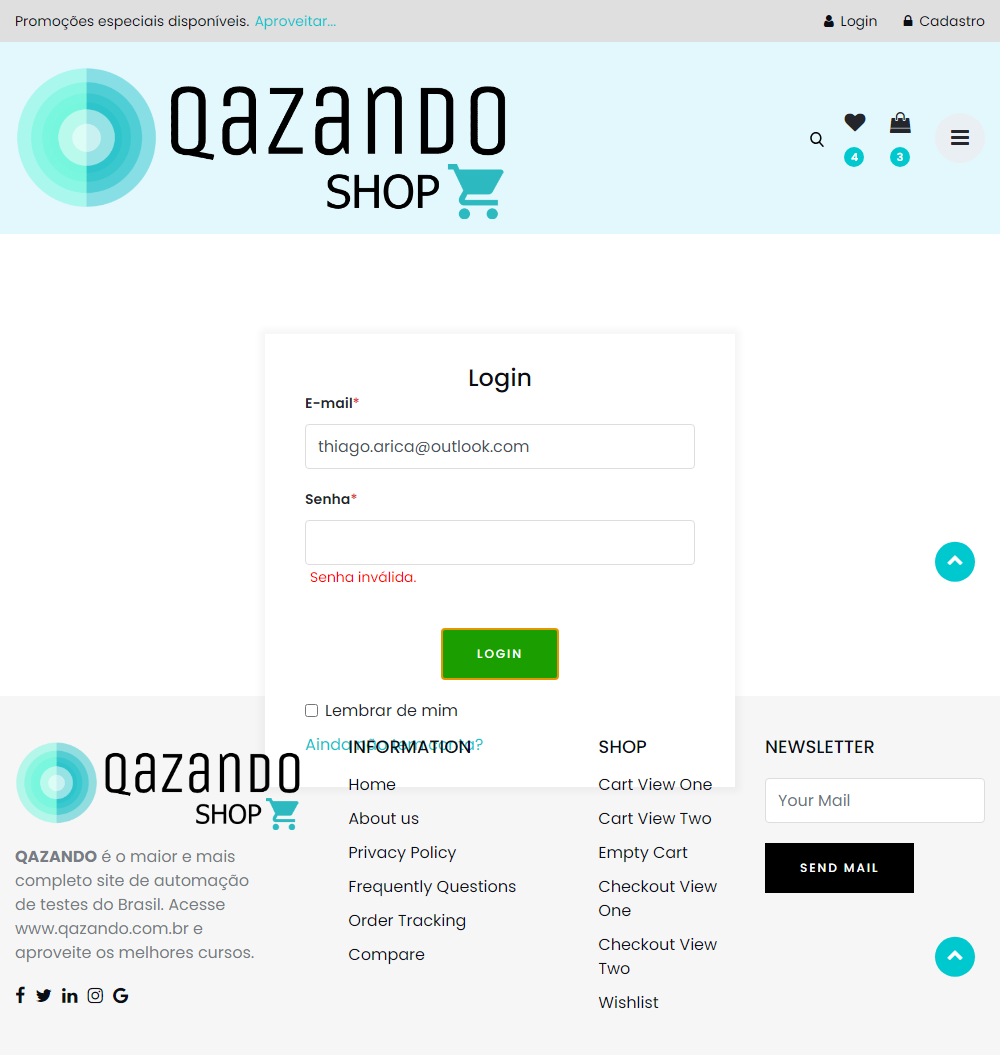 Promoções especiais disponíveis. Aproveitar...
Login
Cadastro
QAZANDO
SHOP
4
3
Login
E-mail*
thiago.arica@outlook.com
Senha*
Senha inválida.
LOGIN
Lembrar de mim
Ainda não tem conta?
QAZANDO
SHOP
QAZANDO é o maior e mais
completo site de automação
de testes do Brasil. Acesse
www.qazando.com.br e
aproveite os melhores cursos.
INFORMATION
Home
About us
Privacy Policy
Frequently Questions
Order Tracking
Compare
SHOP
Cart View One
Cart View Two
Empty Cart
Checkout View
One
Checkout View
Two
Wishlist
NEWSLETTER
Your Mail
SEND MAIL